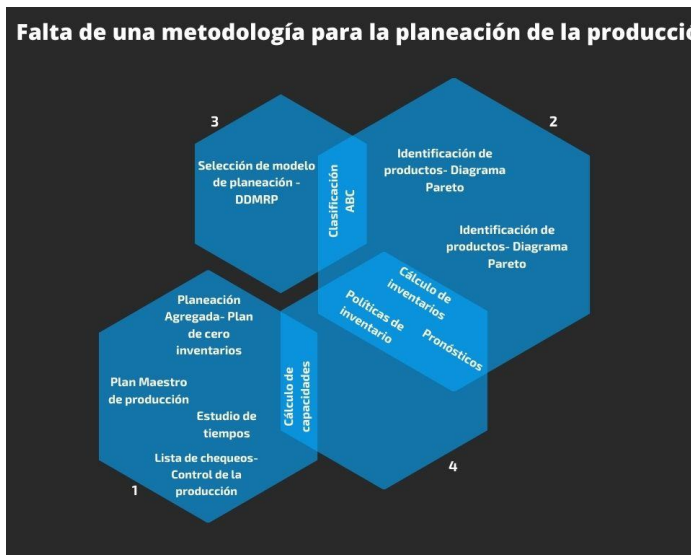 Falta de una metodología para la planeación de la producció
3
2
Selección de modelo
de planeación -
DDMRP
Clasificación
ABC
Identificación de
productos- Diagrama
Pareto
Identificación de
productos- Diagrama
Pareto
Cálculo de
inventarios
Políticas de
inventario
Pronósticos
Planeación
Agregada- Plan
de cero
inventarios
Plan Maestro
de producción
Estudio de
tiempos
Lista de chequeos-
Control de la
producción
Cálculo de
capacidades
1
4